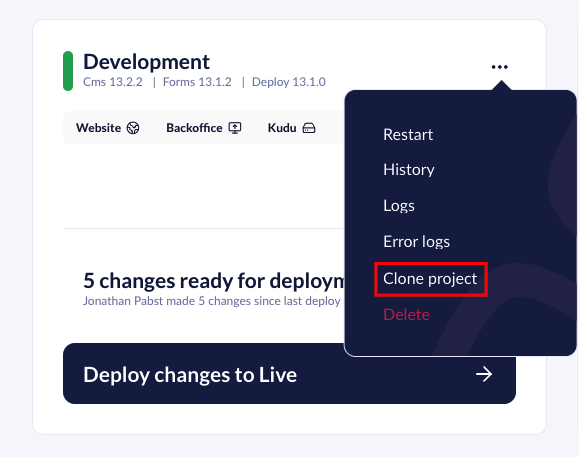 Development
Cms 13.2.2 | Forms 13.1.2 | Deploy 13.1.0
Website Backoffice Kudu
Restart
History
Logs
Error logs
Clone project
Delete
5 changes ready for deploym
Jonathan Pabst made 5 changes since last deploy
Deploy changes to Live